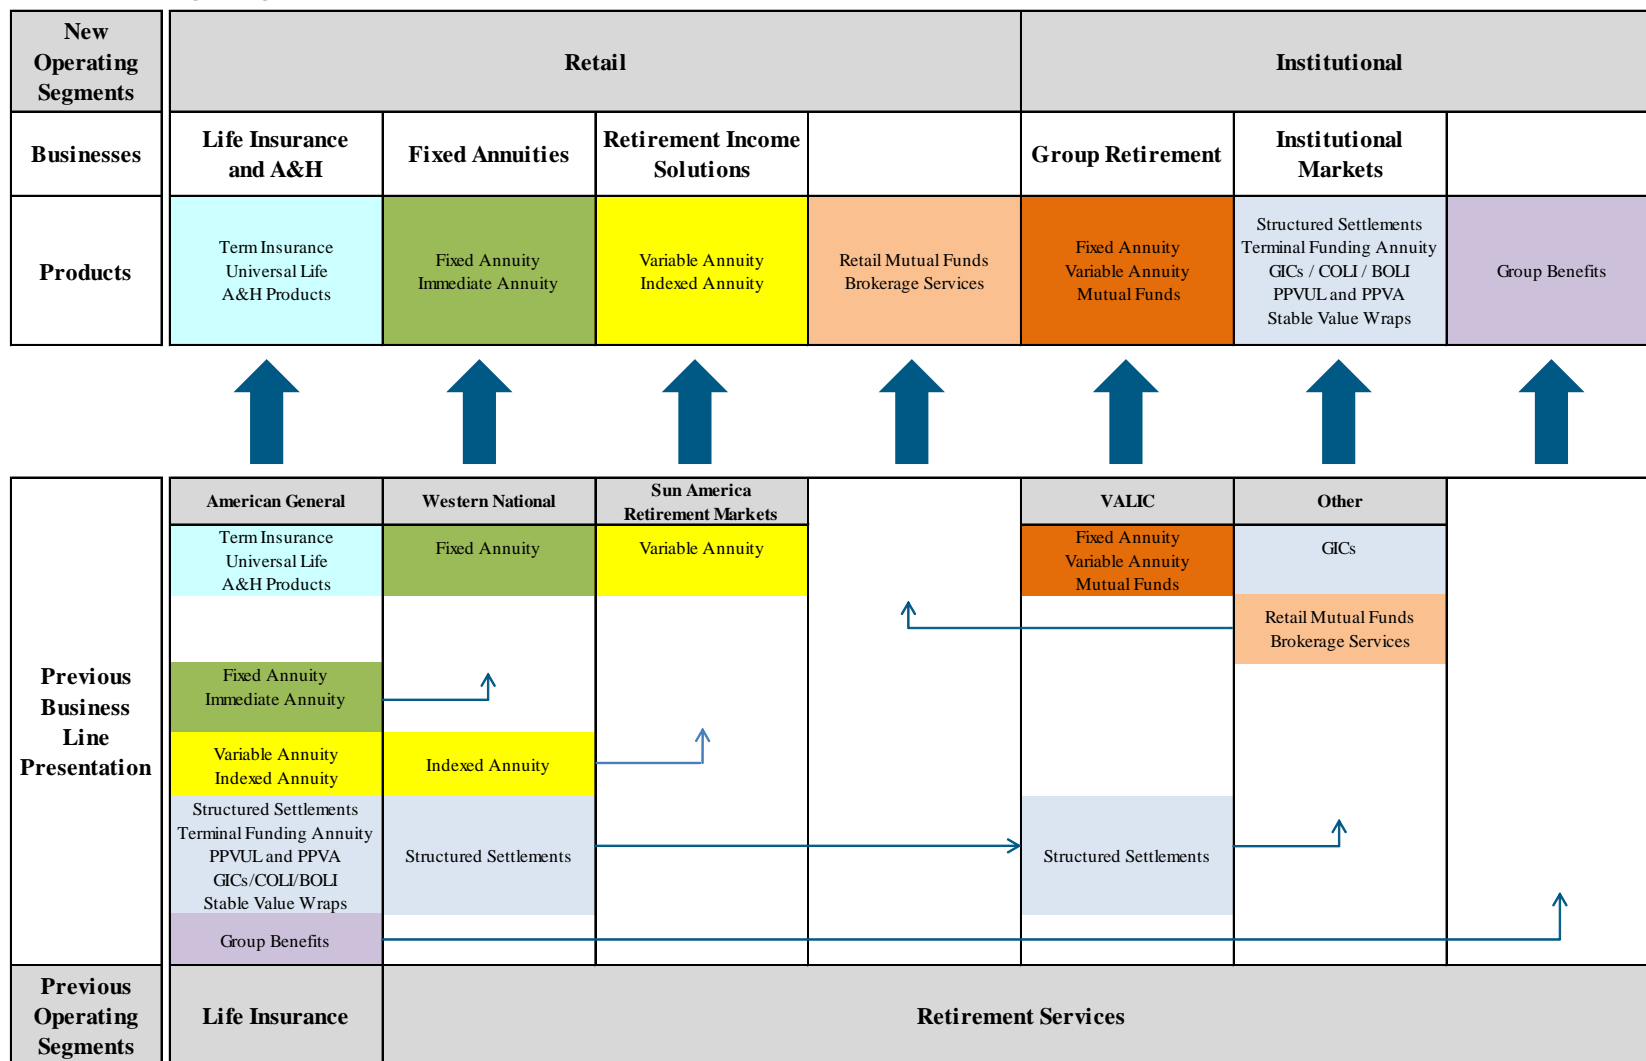 New
Operating
Segments
Retail
Institutional
Businesses
Life Insurance
and A&H
Fixed Annuities
Retirement Income
Solutions
Group Retirement
Institutional
Markets
Products
Term Insurance
Universal Life
A&H Products
Fixed Annuity
Immediate Annuity
Variable Annuity
Indexed Annuity
Retail Mutual Funds
Brokerage Services
Fixed Annuity
Variable Annuity
Mutual Funds
Structured Settlements
Terminal Funding Annuity
GICs / COLI / BOLI
PPVUL and PPVA
Stable Value Wraps
Group Benefits
Previous
Business
Line
Presentation
American General
Western National
Sun America
Retirement Markets
VALIC
Other
Term Insurance
Universal Life
A&H Products
Fixed Annuity
Variable Annuity
Fixed Annuity
Variable Annuity
Mutual Funds
GICs
Retail Mutual Funds
Brokerage Services
Fixed Annuity
Immediate Annuity
Variable Annuity
Indexed Annuity
Indexed Annuity
Structured Settlements
Terminal Funding Annuity
PPVUL and PPVA
GICs/COLI/BOLI
Stable Value Wraps
Structured Settlements
Structured Settlements
Group Benefits
Previous
Operating
Segments
Life Insurance
Retirement Services